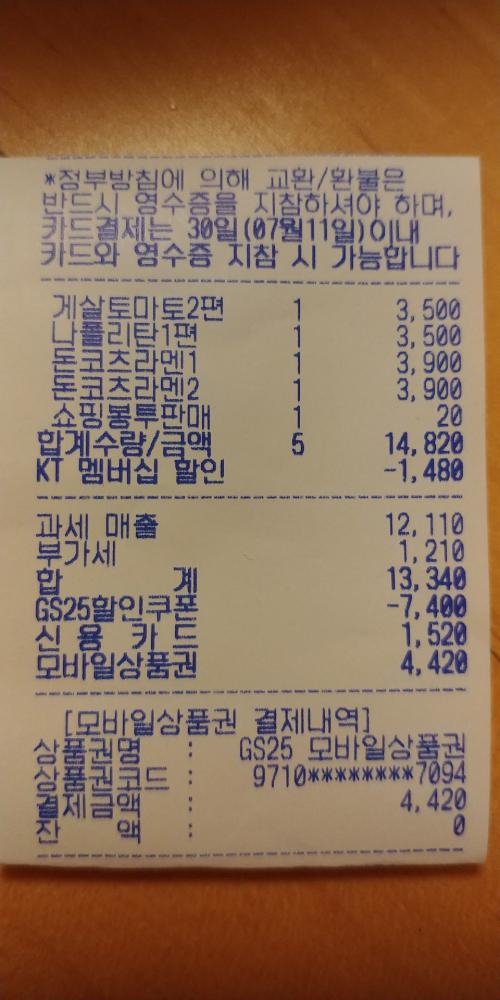 *정부방침에 의해 교환/환불은
반드시 영수증을 지참하셔야 하며,
카드결제는 30일(07월11일)이내
카드와 영수증 지참 시 가능합니다
게살토마토2편 1 3,500
나폴리탄1편 1 3,500
돈코츠라멘1 1 3,900
돈코츠라멘2 1 3,900
쇼핑봉투판매 1 20
합계수량/금액 5 14,820
KT 멤버십 할인 -1,480
과세 매출 12,110
부가세 1,210
합 계 13,340
GS25할인쿠폰 -7,400
신 용 카 드 1,520
모바일상품권 4,420
[모바일상품권 결제내역]
상품권명 : GS25 모바일상품권
상품권코드 : 9710********7094
결제금액 : 4,420
잔 액 : 0